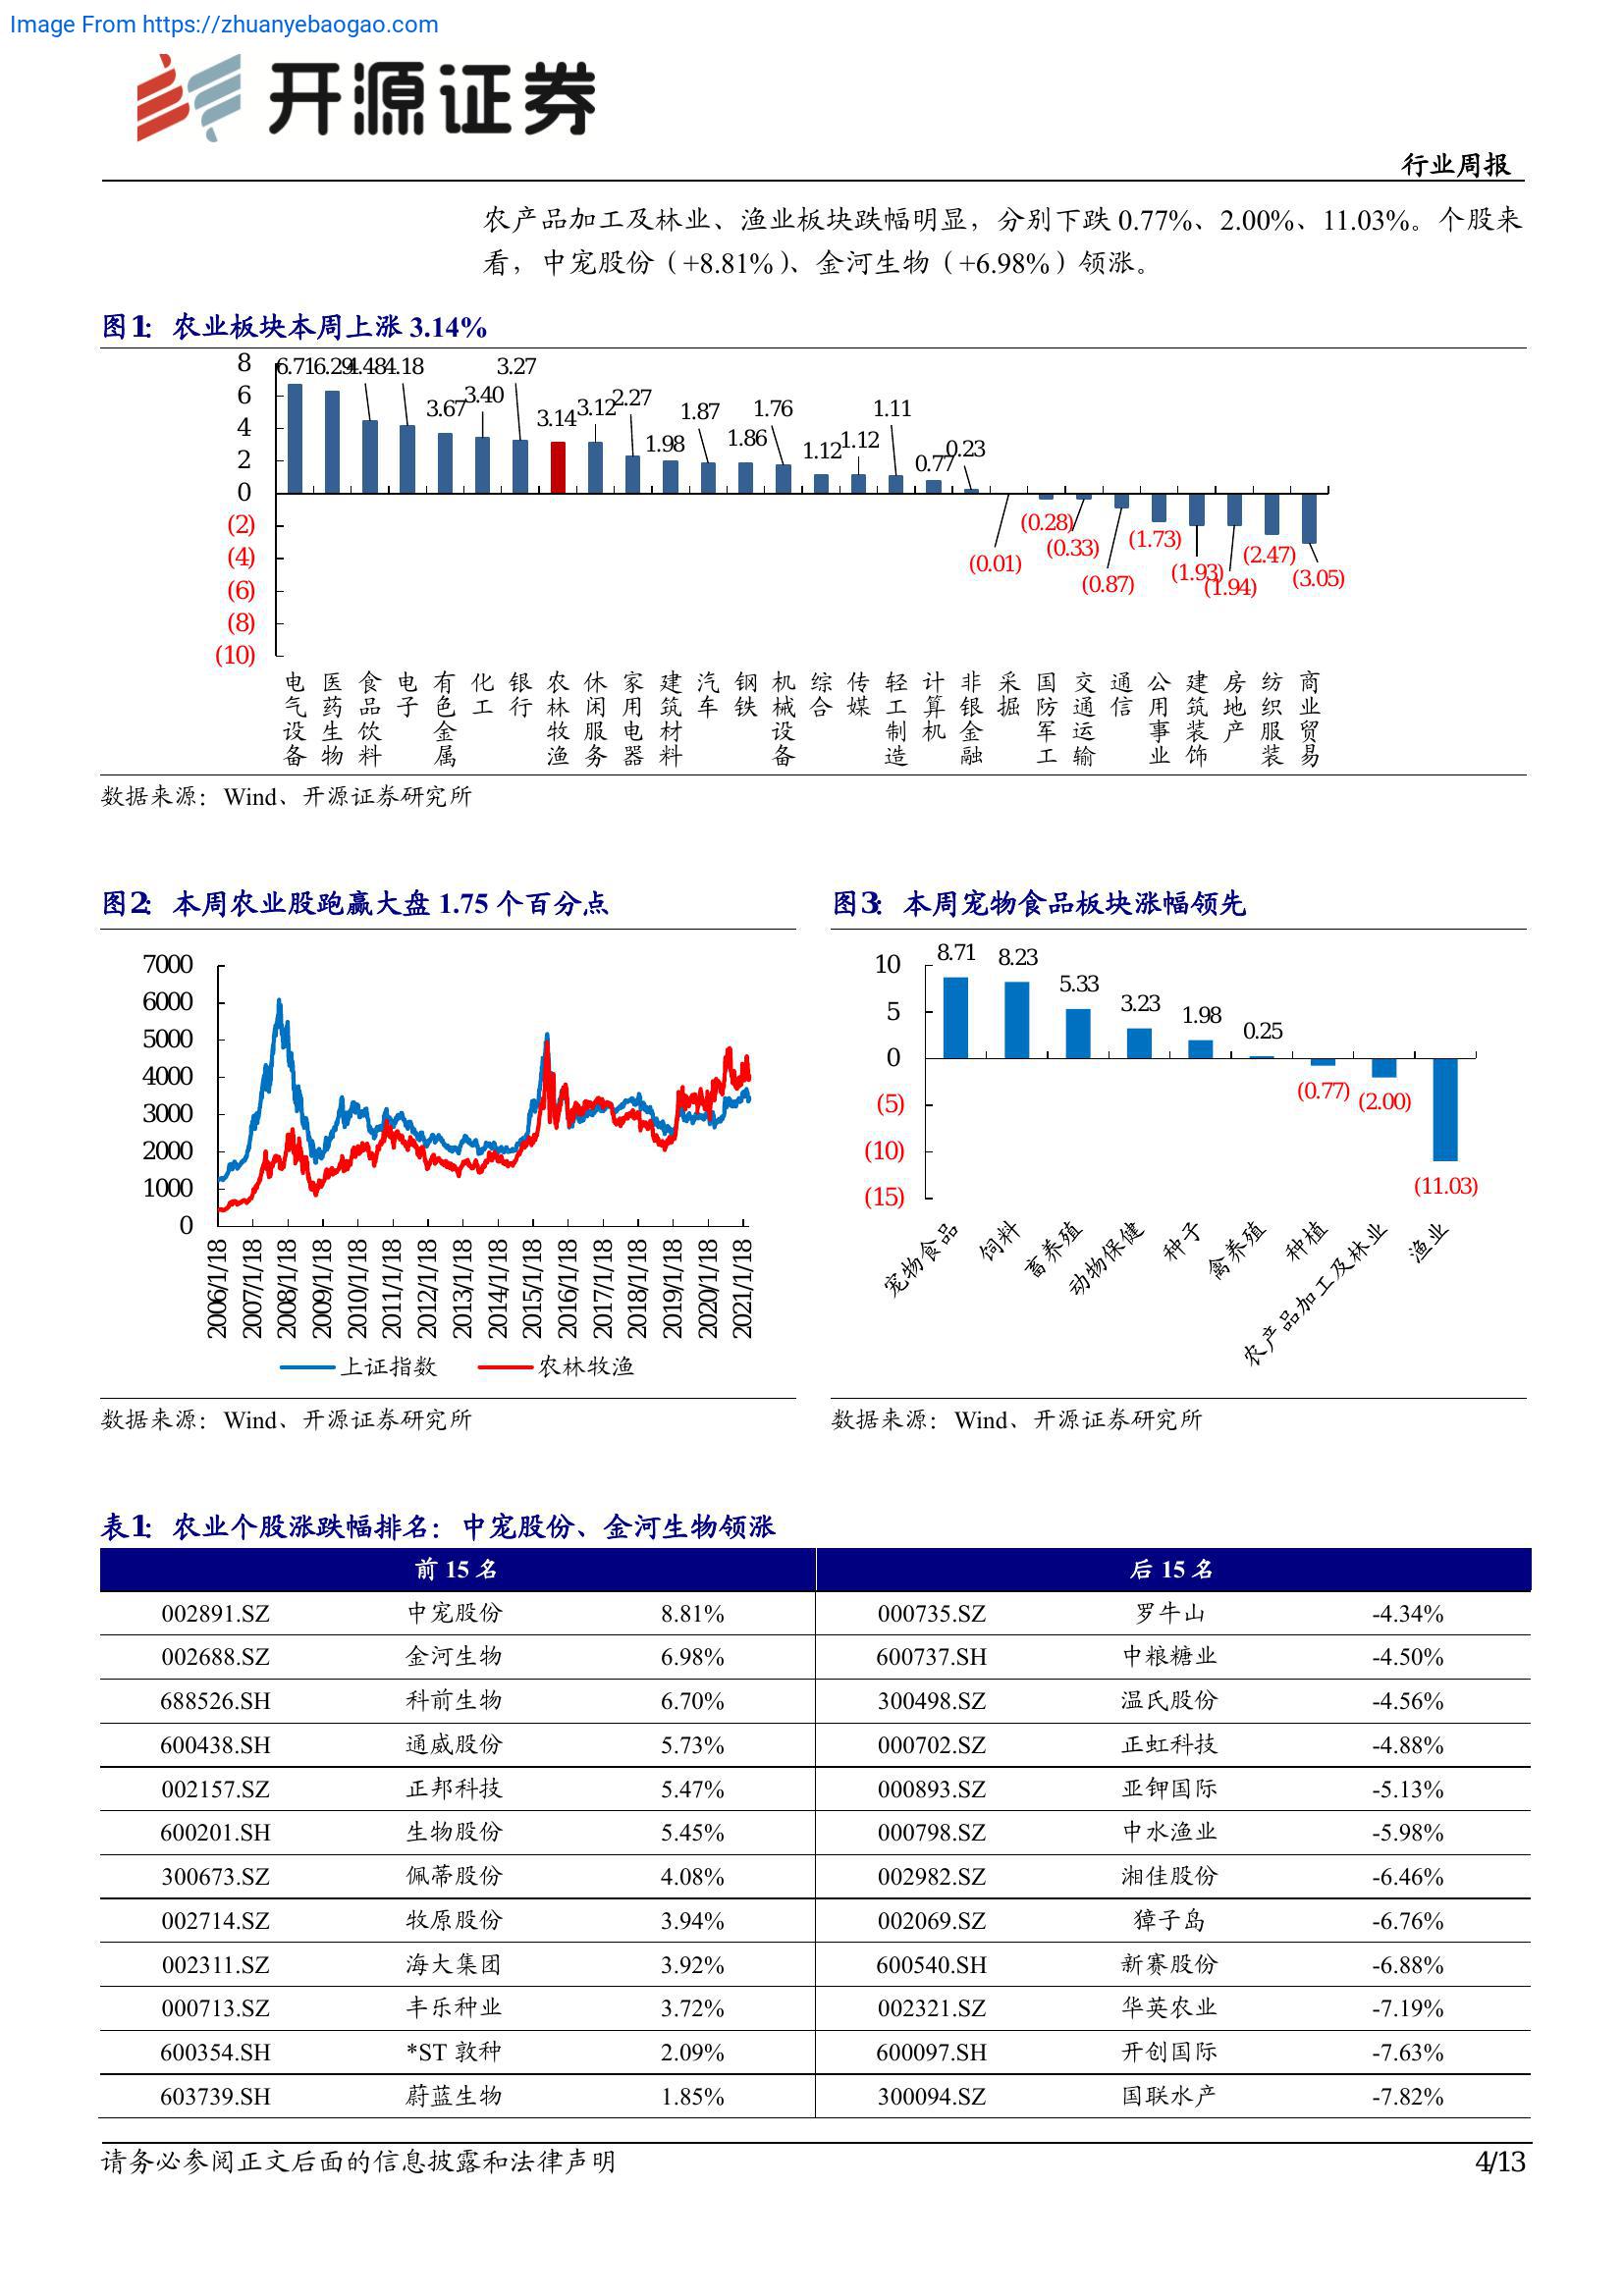 Image From https://zhuanyebaogao.com
开源证券
行业周报
农产品加工及林业、渔业板块跌幅明显，分别下跌 0.77%、2.00%、11.03%。个股来
看，中宠股份（+8.81%）、金河生物（+6.98%）领涨。
图1：农业板块本周上涨 3.14%
8
6
4
2
0
(2)
(4)
(6)
(8)
(10)
6.71 6.29 4.48 4.18 3.67 3.40 3.27 3.14 3.12 2.27 1.98 1.87 1.86 1.76 1.12 1.12 1.11 0.77 0.23 (0.01) (0.28) (0.33) (0.87) (1.73) (1.93) (1.94) (2.47) (3.05)
电气设备 医药生物 食品饮料 电子 有色金属 化工 银行 农林牧渔 休闲服务 家用电器 建筑材料 汽车 钢铁 机械设备 综合 传媒 轻工制造 计算机 非银金融 采掘 国防军工 交通运输 通信 公用事业 建筑装饰 房地产 纺织服装 商业贸易
数据来源：Wind、开源证券研究所
图2：本周农业股跑赢大盘 1.75 个百分点
7000
6000
5000
4000
3000
2000
1000
0
2006/1/18 2007/1/18 2008/1/18 2009/1/18 2010/1/18 2011/1/18 2012/1/18 2013/1/18 2014/1/18 2015/1/18 2016/1/18 2017/1/18 2018/1/18 2019/1/18 2020/1/18 2021/1/18
上证指数 农林牧渔
数据来源：Wind、开源证券研究所
图3：本周宠物食品板块涨幅领先
10
5
0
(5)
(10)
(15)
8.71 8.23 5.33 3.23 1.98 0.25 (0.77) (2.00) (11.03)
宠物食品 饲料 畜养殖 动物保健 种子 禽养殖 种植 农产品加工及林业 渔业
数据来源：Wind、开源证券研究所
表1：农业个股涨跌幅排名：中宠股份、金河生物领涨
前 15 名 后 15 名
002891.SZ 中宠股份 8.81% 000735.SZ 罗牛山 -4.34%
002688.SZ 金河生物 6.98% 600737.SH 中粮糖业 -4.50%
688526.SH 科前生物 6.70% 300498.SZ 温氏股份 -4.56%
600438.SH 通威股份 5.73% 000702.SZ 正虹科技 -4.88%
002157.SZ 正邦科技 5.47% 000893.SZ 亚钾国际 -5.13%
600201.SH 生物股份 5.45% 000798.SZ 中水渔业 -5.98%
300673.SZ 佩蒂股份 4.08% 002982.SZ 湘佳股份 -6.46%
002714.SZ 牧原股份 3.94% 002069.SZ 獐子岛 -6.76%
002311.SZ 海大集团 3.92% 600540.SH 新赛股份 -6.88%
000713.SZ 丰乐种业 3.72% 002321.SZ 华英农业 -7.19%
600354.SH *ST 敦种 2.09% 600097.SH 开创国际 -7.63%
603739.SH 蔚蓝生物 1.85% 300094.SZ 国联水产 -7.82%
请务必参阅正文后面的信息披露和法律声明
4/13